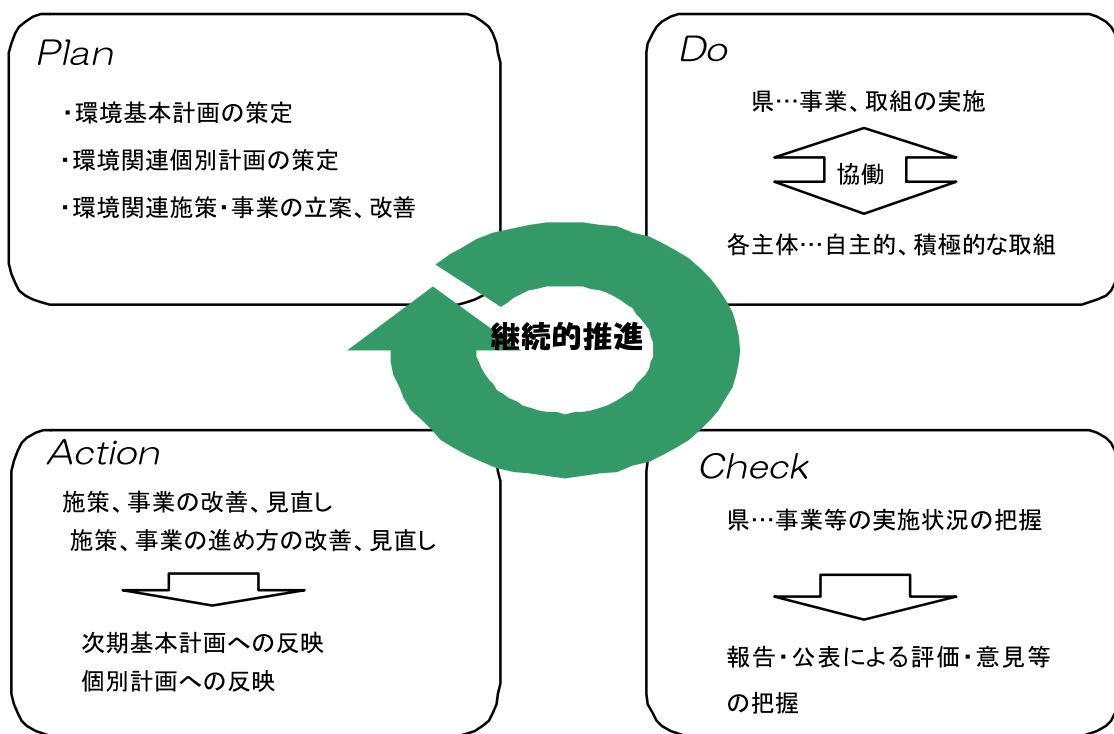 Plan
・環境基本計画の策定
・環境関連個別計画の策定
・環境関連施策・事業の立案、改善
Do
県…事業、取組の実施
協働
各主体…自主的、積極的な取組
継続的推進
Action
施策、事業の改善、見直し
施策、事業の進め方の改善、見直し
次期基本計画への反映
個別計画への反映
Check
県…事業等の実施状況の把握
報告・公表による評価・意見等
の把握